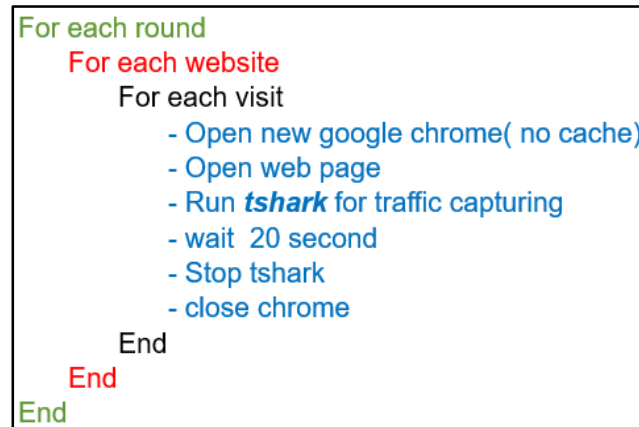 For each round
For each website
For each visit
- Open new google chrome( no cache)
- Open web page
- Run tshark for traffic capturing
- wait 20 second
- Stop tshark
- close chrome
End
End
End